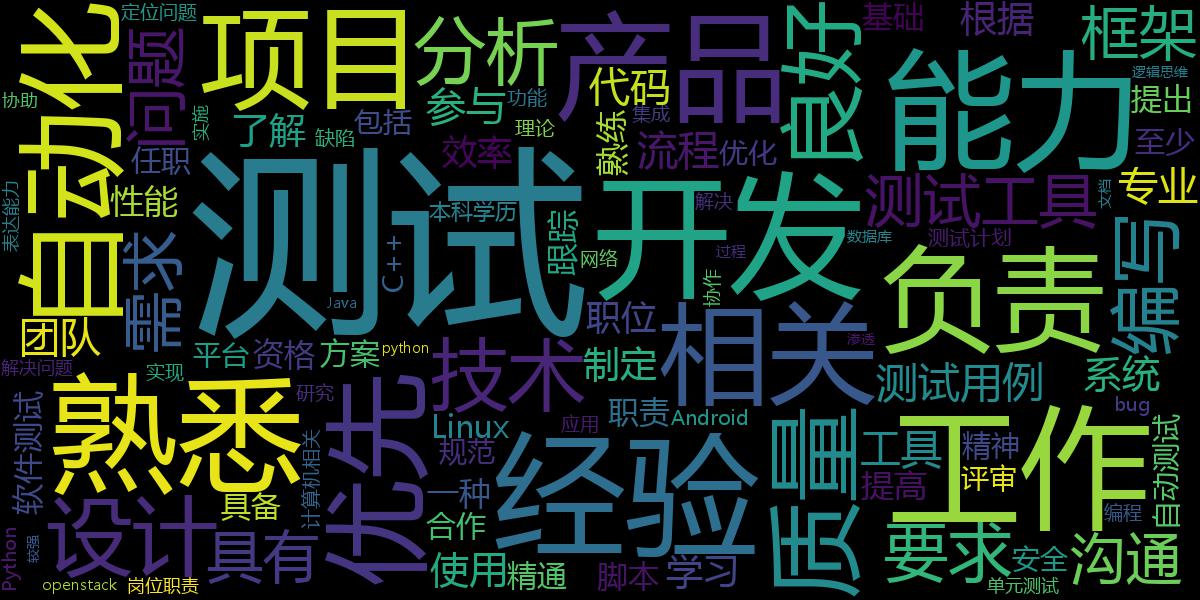 定位问题
自动化
协助
问题
项目
分析
产品
良好
基础
根据
框架
逻辑思维
提出
至少
能力
代码
参与
功能
集成
理论
包括
缺陷
了解
实施
任职
性能
效率
熟练
流程
优化
测试工具
专业
文档
表达能力
需求
测试
本科学历
C++
Java
跟踪
网络
解决
过程
开发
协作
数据库
测试计划
负责
编写
团队
解决问题
平台
资格
方案
python
实现
研究
技术
制定
职位
相关
渗透
测试用例
系统
bug
熟悉
优先
Linux
应用
职责
Android
规范
经验
质量
工具
工作
精神
评审
提高
编程
自动测试
软件测试
计算机相关
具备
设计
具有
一种
合作
使用
精通
脚本
学习
要求
安全
沟通
单元测试
Python
较强
openstack
岗位职责